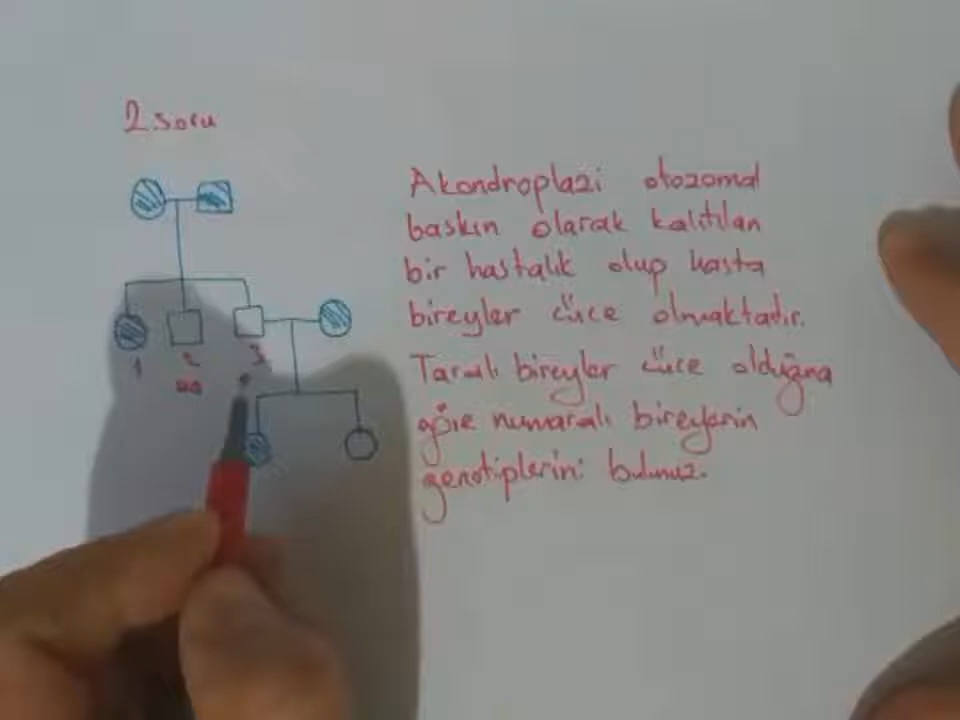 2. soru
Akondroplazi otozomal
baskın olarak kalıtılan
bir hastalık olup hasta
bireyler cüce olmaktadır.
Taralı bireyler cüce olduğuna
göre numaralı bireylerin
genotiplerini bulunuz.
1 2 3
aa